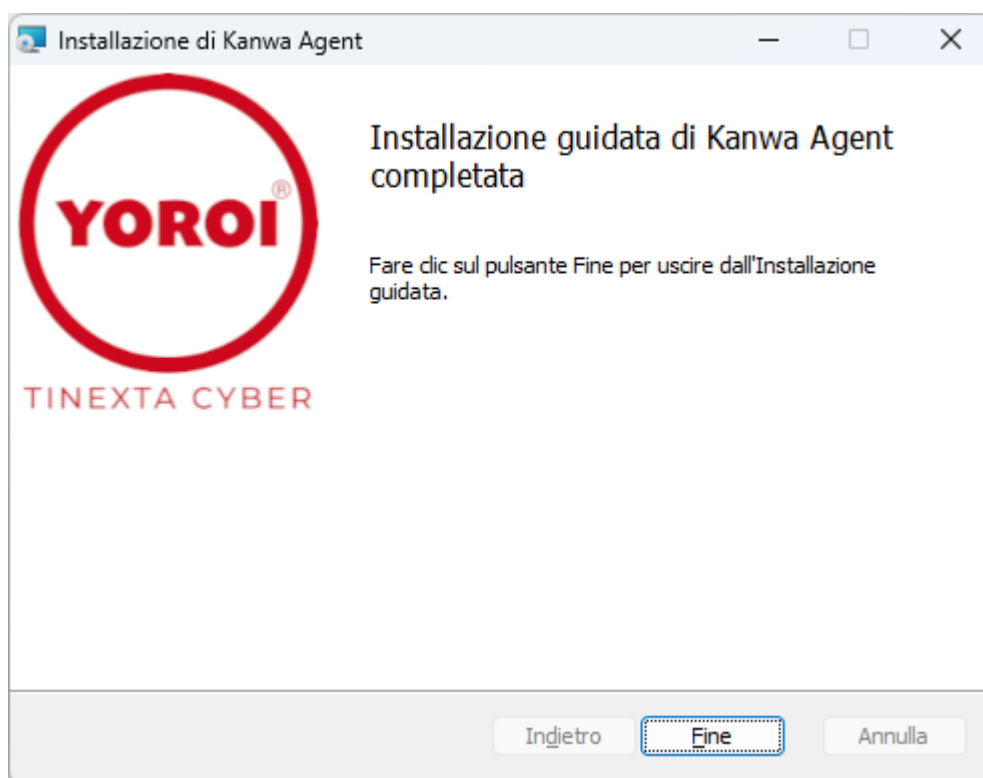 Installazione di Kanwa Agent
YOROI®
TINEXTA CYBER
Installazione guidata di Kanwa Agent
completata
Fare clic sul pulsante Fine per uscire dall'Installazione
guidata.
Indietro
Fine
Annulla